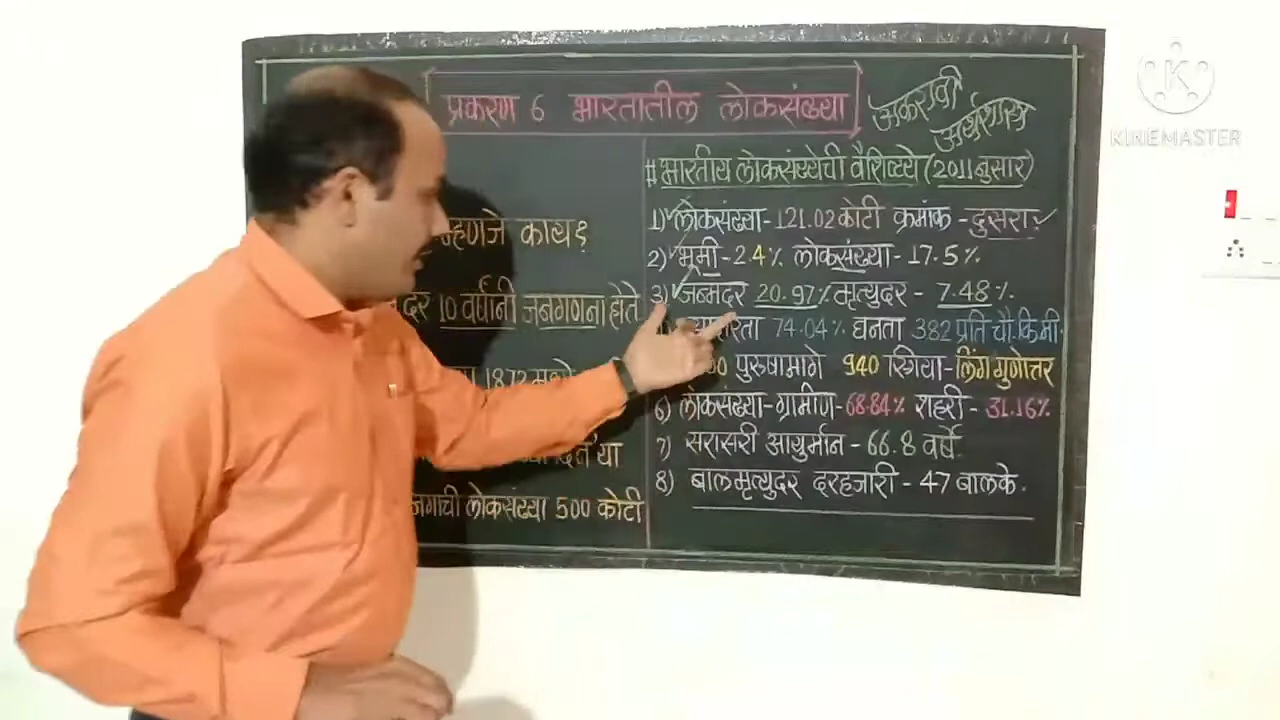 प्रकरण 6 भारतातील लोकसंख्या
अकरावी
अर्थशास्त्र
KINEMASTER
म्हणजे काय?
दर 10 वर्षांनी जनगणना होते
1872 मध्ये
या
जगाची लोकसंख्या 500 कोटी
# भारतीय लोकसंख्येची वैशिष्ट्ये (2011नुसार)
1) लोकसंख्या - 121.02 कोटी क्रमांक - दुसरा
2) भूमी - 2.4% लोकसंख्या - 17.5%
3) जन्मदर 20.97% मृत्युदर - 7.48%
74.04% घनता 382 प्रति चौ. किमी.
पुरुषामागे 940 स्त्रिया - लिंग गुणोत्तर
6) लोकसंख्या - ग्रामीण - 68.84% शहरी - 31.16%
7) सरासरी आयुर्मान - 66.8 वर्षे
8) बालमृत्युदर दरहजारी - 47 बालके.